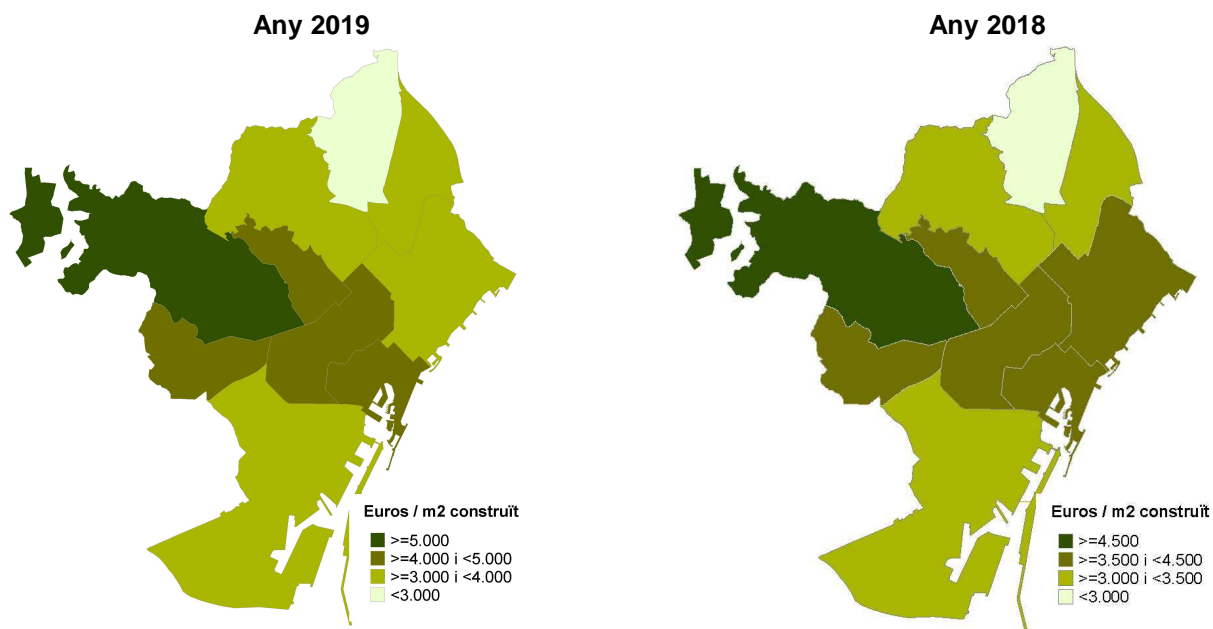 Any 2019
Euros / m2 construït
>=5.000
>=4.000 i <5.000
>=3.000 i <4.000
<3.000
Any 2018
Euros / m2 construït
>=4.500
>=3.500 i <4.500
>=3.000 i <3.500
<3.000